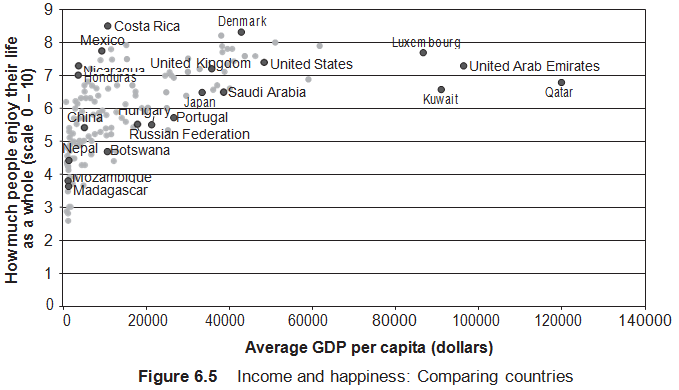 How much people enjoy their life
as a whole (scale 0 – 10)
9
8
7
6
5
4
3
2
1
0
Costa Rica
Denmark
Mexico
Luxembourg
Nicaragua
Honduras
United Kingdom
United States
United Arab Emirates
Japan
Saudi Arabia
Kuwait
Qatar
China
Hungary
Portugal
Russian Federation
Nepal
Botswana
Mozambique
Madagascar
0 20000 40000 60000 80000 100000 120000 140000
Average GDP per capita (dollars)
Figure 6.5 Income and happiness: Comparing countries